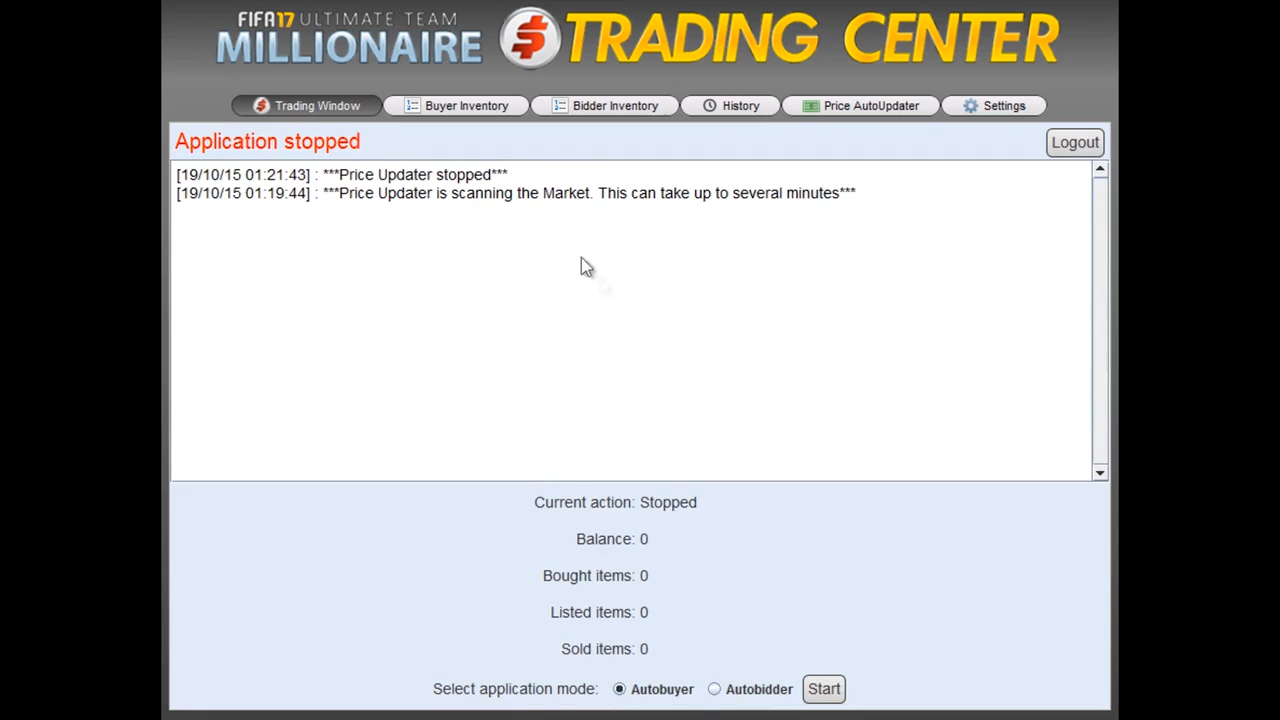 FIFA17 ULTIMATE TEAM
MILLIONAIRE TRADING CENTER
Trading Window Buyer Inventory Bidder Inventory History Price AutoUpdater Settings
Application stopped Logout
[19/10/15 01:21:43] : ***Price Updater stopped***
[19/10/15 01:19:44] : ***Price Updater is scanning the Market. This can take up to several minutes***
Current action: Stopped
Balance: 0
Bought items: 0
Listed items: 0
Sold items: 0
Select application mode: Autobuyer Autobidder Start